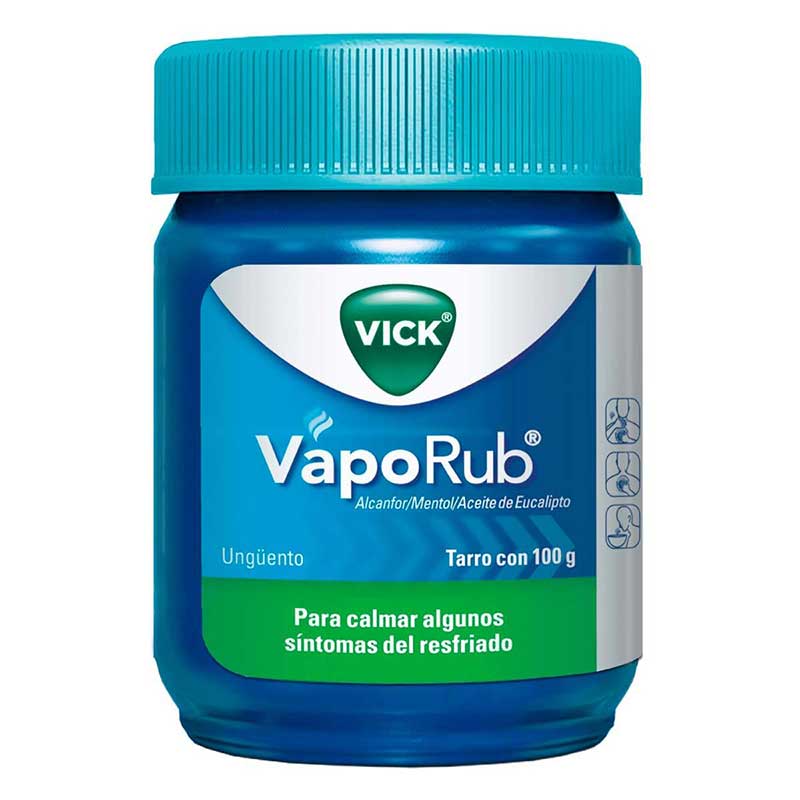 VICK®
VapoRub®
Alcanfor/Mentol/Aceite de Eucalipto
Ungüento
Tarro con 100 g
Para calmar algunos
síntomas del resfriado